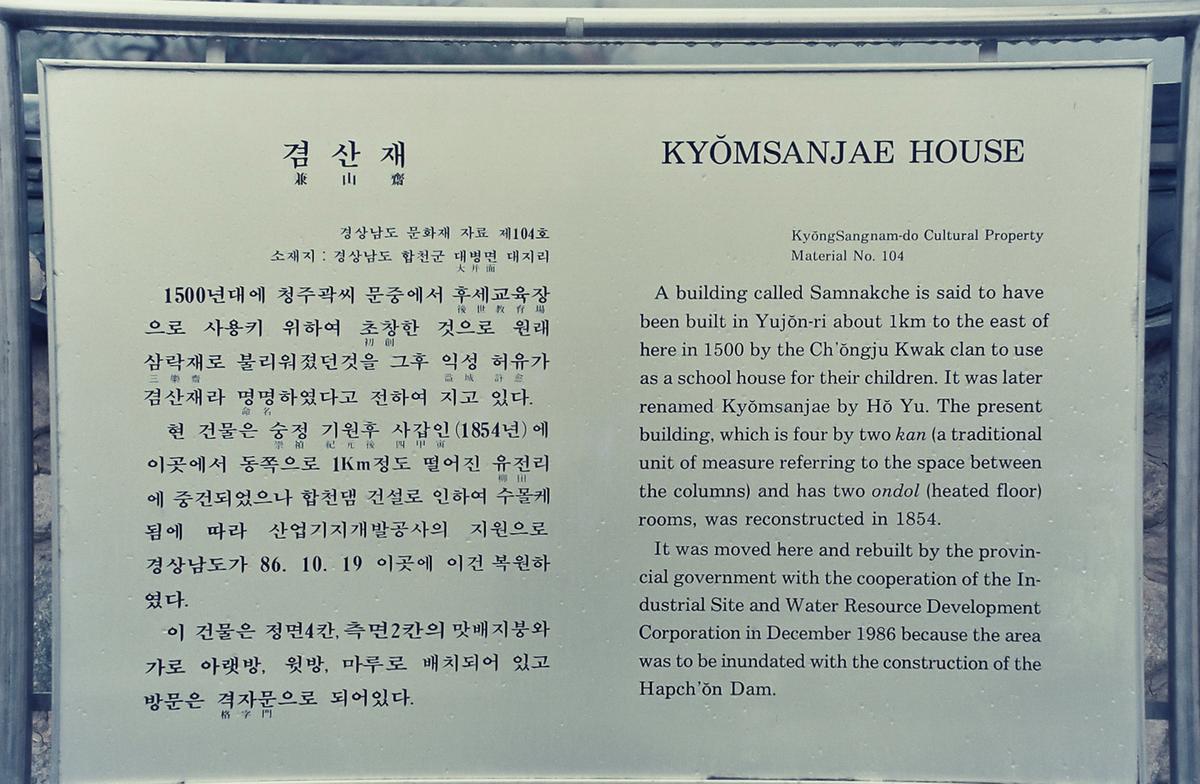 겸 산 재
兼 山 齋
경상남도 문화재 자료 제104호
소재지 : 경상남도 합천군 대병면 대지리
大幷面
1500년대에 청주곽씨 문중에서 후세교육장
後世敎育場
으로 사용키 위하여 초창한 것으로 원래
初創
삼락재로 불리워졌던것을 그후 익성 허유가
三樂齋 益城 許愈
겸산재라 명명하였다고 전하여 지고 있다.
命名
현 건물은 숭정 기원후 사갑인(1854년)에
崇禎 紀元後 四甲寅
이곳에서 동쪽으로 1Km정도 떨어진 유전리
柳田
에 중건되었으나 합천댐 건설로 인하여 수몰케
됨에 따라 산업기지개발공사의 지원으로
경상남도가 86. 10. 19 이곳에 이건 복원하
였다.
이 건물은 정면4칸,측면2칸의 맛배지붕와
가로 아랫방, 윗방, 마루로 배치되어 있고
방문은 격자문으로 되어있다.
格字門
KYŎMSANJAE HOUSE
KyŏngSangnam-do Cultural Property
Material No. 104
A building called Samnakche is said to have
been built in Yujŏn-ri about 1km to the east of
here in 1500 by the Ch'ŏngju Kwak clan to use
as a school house for their children. It was later
renamed Kyŏmsanjae by Hŏ Yu. The present
building, which is four by two kan (a traditional
unit of measure referring to the space between
the columns) and has two ondol (heated floor)
rooms, was reconstructed in 1854.
It was moved here and rebuilt by the provin-
cial government with the cooperation of the In-
dustrial Site and Water Resource Development
Corporation in December 1986 because the area
was to be inundated with the construction of the
Hapch'ŏn Dam.